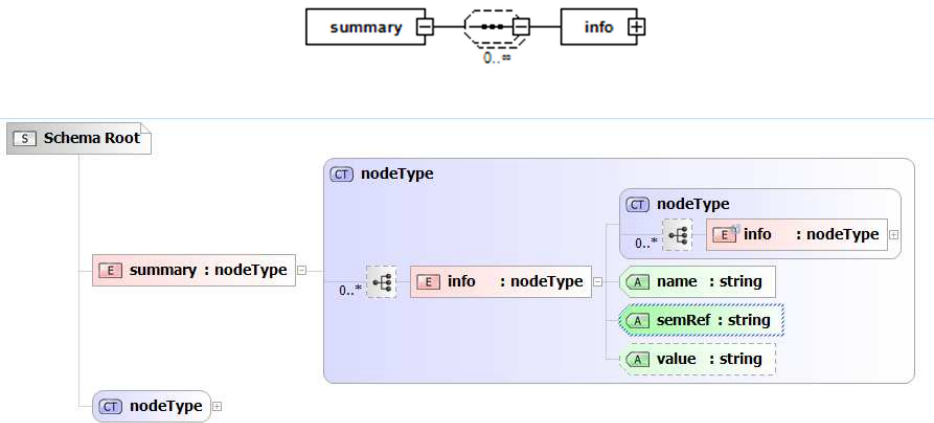 summary info
0..∞
S Schema Root
CT nodeType
CT nodeType
0..* E info : nodeType
E summary : nodeType
0..* E info : nodeType
A name : string
A semRef : string
A value : string
CT nodeType